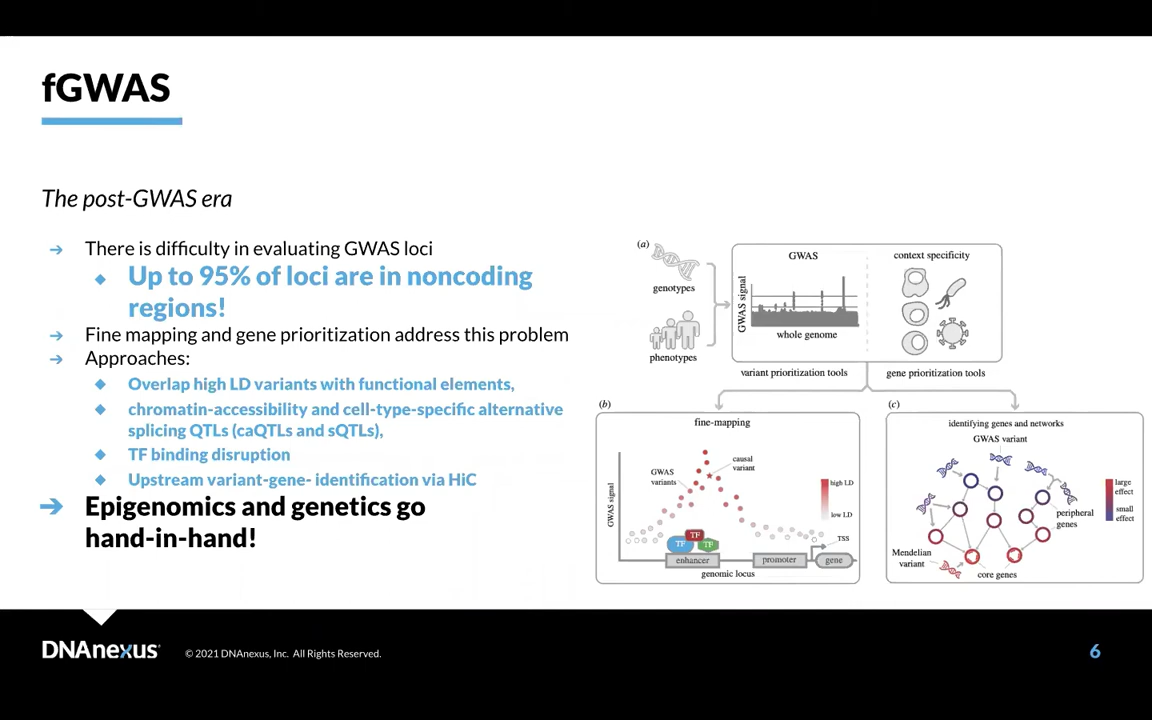 fGWAS
The post-GWAS era
➔ There is difficulty in evaluating GWAS loci
◆ Up to 95% of loci are in noncoding
regions!
➔ Fine mapping and gene prioritization address this problem
➔ Approaches:
◆ Overlap high LD variants with functional elements,
◆ chromatin-accessibility and cell-type-specific alternative
splicing QTLs (caQTLs and sQTLs),
◆ TF binding disruption
◆ Upstream variant-gene- identification via HiC
➔ Epigenomics and genetics go
hand-in-hand!
(a)
genotypes
phenotypes
GWAS
GWAS signal
whole genome
context specificity
variant prioritization tools
gene prioritization tools
(b)
fine-mapping
GWAS signal
GWAS
variants
causal
variant
high LD
low LD
TF
TF
TF
TSS
enhancer
promoter
gene
genomic locus
(c)
identifying genes and networks
GWAS variant
large
effect
small
effect
peripheral
genes
Mendelian
variant
core genes
DNAnexus
© 2021 DNAnexus, Inc. All Rights Reserved.
6